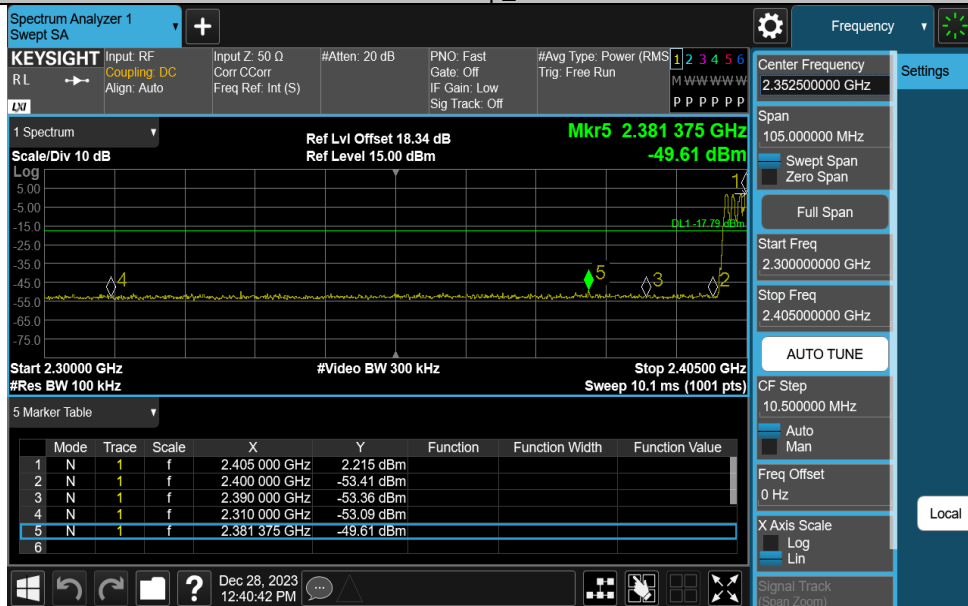 Spectrum Analyzer 1
Swept SA
+
Frequency
KEYSIGHT
RL
LXI
Input: RF
Coupling: DC
Align: Auto
Input Z: 50 Ω
Corr CCorr
Freq Ref: Int (S)
#Atten: 20 dB
PNO: Fast
Gate: Off
IF Gain: Low
Sig Track: Off
#Avg Type: Power (RMS
Trig: Free Run
1 2 3 4 5 6
M W W W W W
P P P P P P
1 Spectrum
Scale/Div 10 dB
Ref Lvl Offset 18.34 dB
Ref Level 15.00 dBm
Mkr5 2.381 375 GHz
-49.61 dBm
Log
5.00
-5.00
-15.0
-25.0
-35.0
-45.0
-55.0
-65.0
-75.0
1
DL1 -17.79 dBm
4
5
3
2
Start 2.30000 GHz
#Video BW 300 kHz
Stop 2.40500 GHz
#Res BW 100 kHz
Sweep 10.1 ms (1001 pts)
5 Marker Table
Mode Trace Scale X Y Function Function Width Function Value
1 N 1 f 2.405 000 GHz 2.215 dBm
2 N 1 f 2.400 000 GHz -53.41 dBm
3 N 1 f 2.390 000 GHz -53.36 dBm
4 N 1 f 2.310 000 GHz -53.09 dBm
5 N 1 f 2.381 375 GHz -49.61 dBm
6
?
Dec 28, 2023
12:40:42 PM
Center Frequency
2.352500000 GHz
Span
105.000000 MHz
Swept Span
Zero Span
Full Span
Start Freq
2.300000000 GHz
Stop Freq
2.405000000 GHz
AUTO TUNE
CF Step
10.500000 MHz
Auto
Man
Freq Offset
0 Hz
X Axis Scale
Log
Lin
Signal Track
(Span Zoom)
Settings
Local